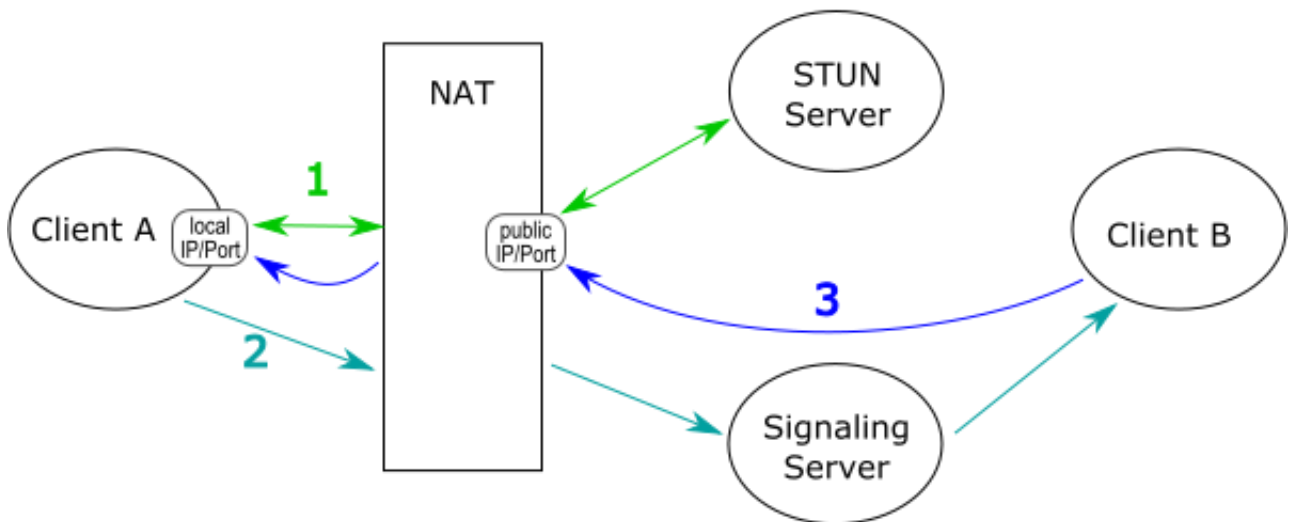 NAT
STUN
Server
1
Client A
local
IP/Port
public
IP/Port
Client B
2
3
Signaling
Server